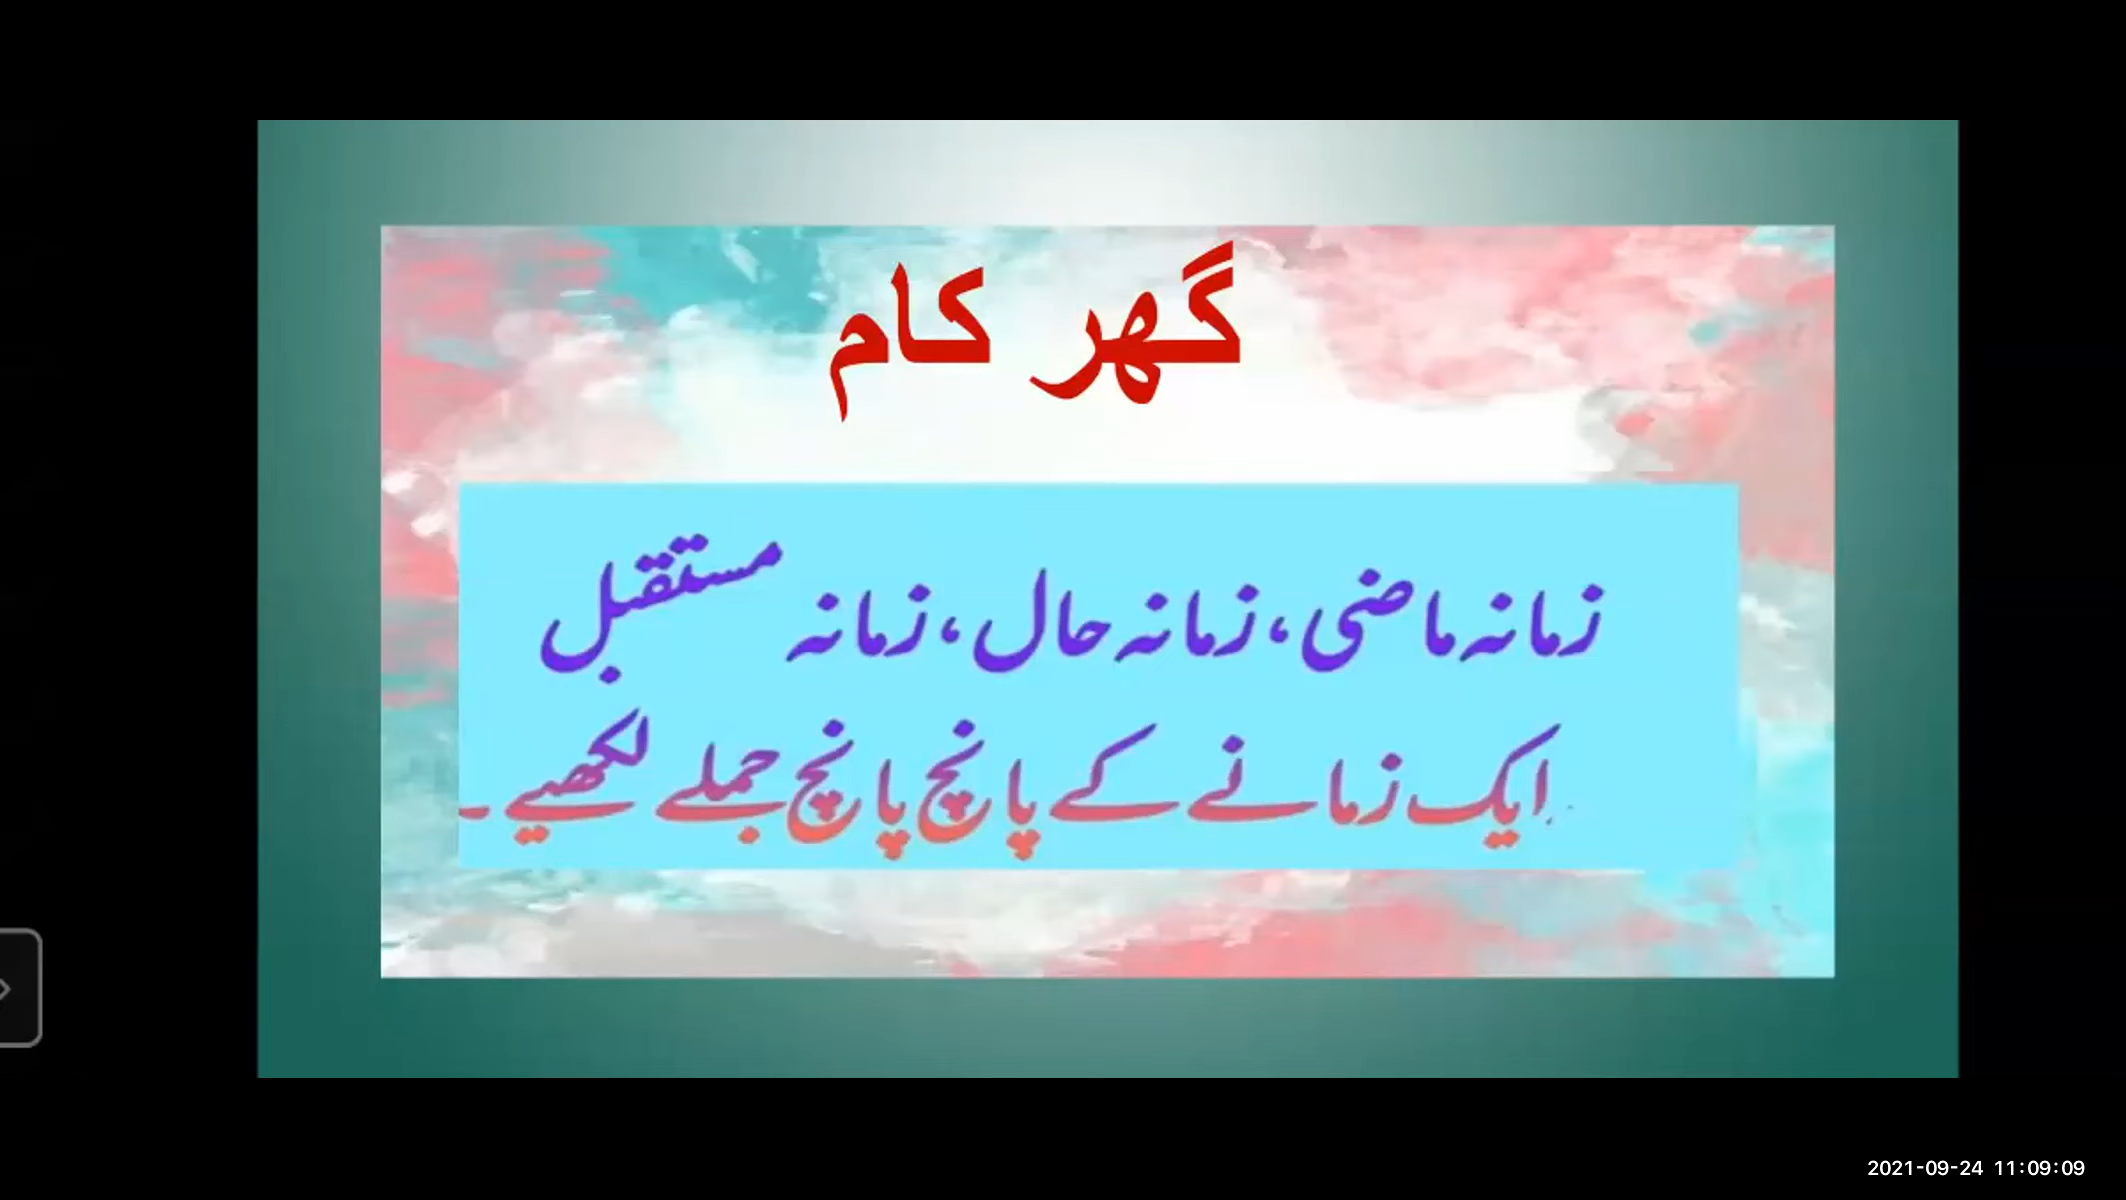 گھر کام
زمانہ ماضی، زمانہ حال، زمانہ مستقبل
ایک زمانے کے پانچ پانچ جملے لکھیے۔
2021-09-24 11:09:09